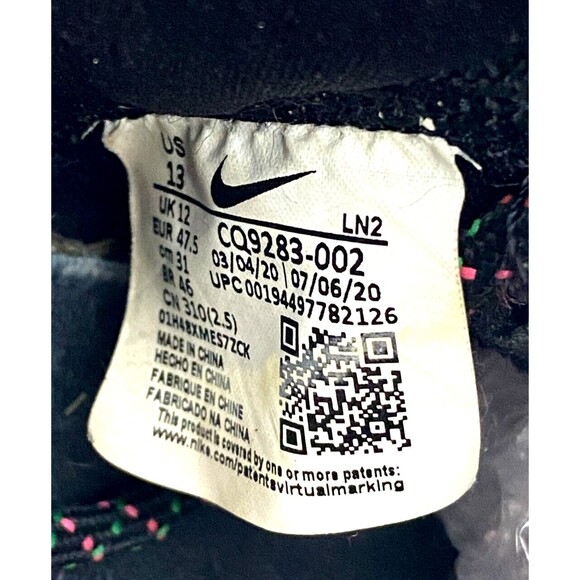 US
13
UK 12
EUR 47.5
cm 31
BR 46
CN 310(2.5)
01H48XMES7ZCK
LN2
CQ9283-002
03/04/20 \ 07/06/20
UPC 00194497782126
MADE IN CHINA
HECHO EN CHINA
FABRIQUE EN CHINE
FABRICADO NA CHINA
This product is covered by one or more patents:
www.nike.com/patentsvirtualmarking